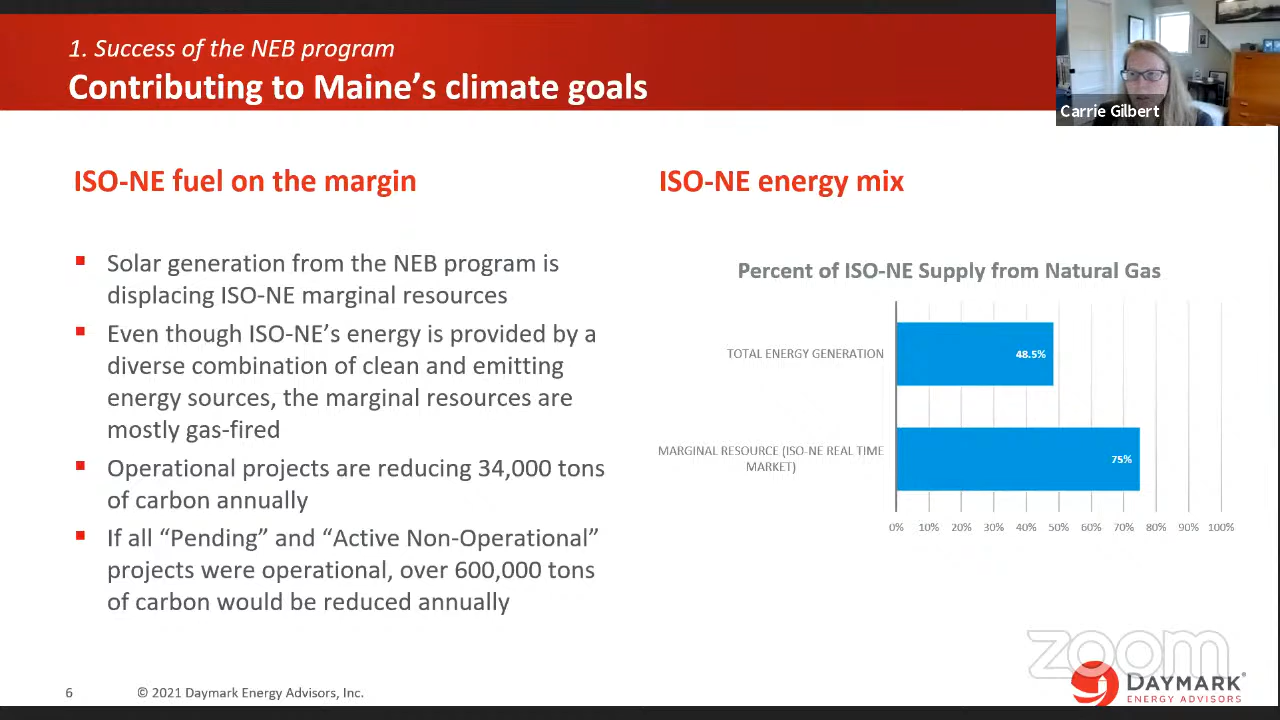 1. Success of the NEB program
Contributing to Maine's climate goals
Carrie Gilbert
ISO-NE fuel on the margin
Solar generation from the NEB program is
displacing ISO-NE marginal resources
Even though ISO-NE's energy is provided by a
diverse combination of clean and emitting
energy sources, the marginal resources are
mostly gas-fired
Operational projects are reducing 34,000 tons
of carbon annually
If all “Pending” and “Active Non-Operational”
projects were operational, over 600,000 tons
of carbon would be reduced annually
ISO-NE energy mix
Percent of ISO-NE Supply from Natural Gas
TOTAL ENERGY GENERATION
48.5%
MARGINAL RESOURCE (ISO-NE REAL TIME
MARKET)
75%
0% 10% 20% 30% 40% 50% 60% 70% 80% 90% 100%
6
© 2021 Daymark Energy Advisors, Inc.
zoom
DAYMARK®
ENERGY ADVISORS